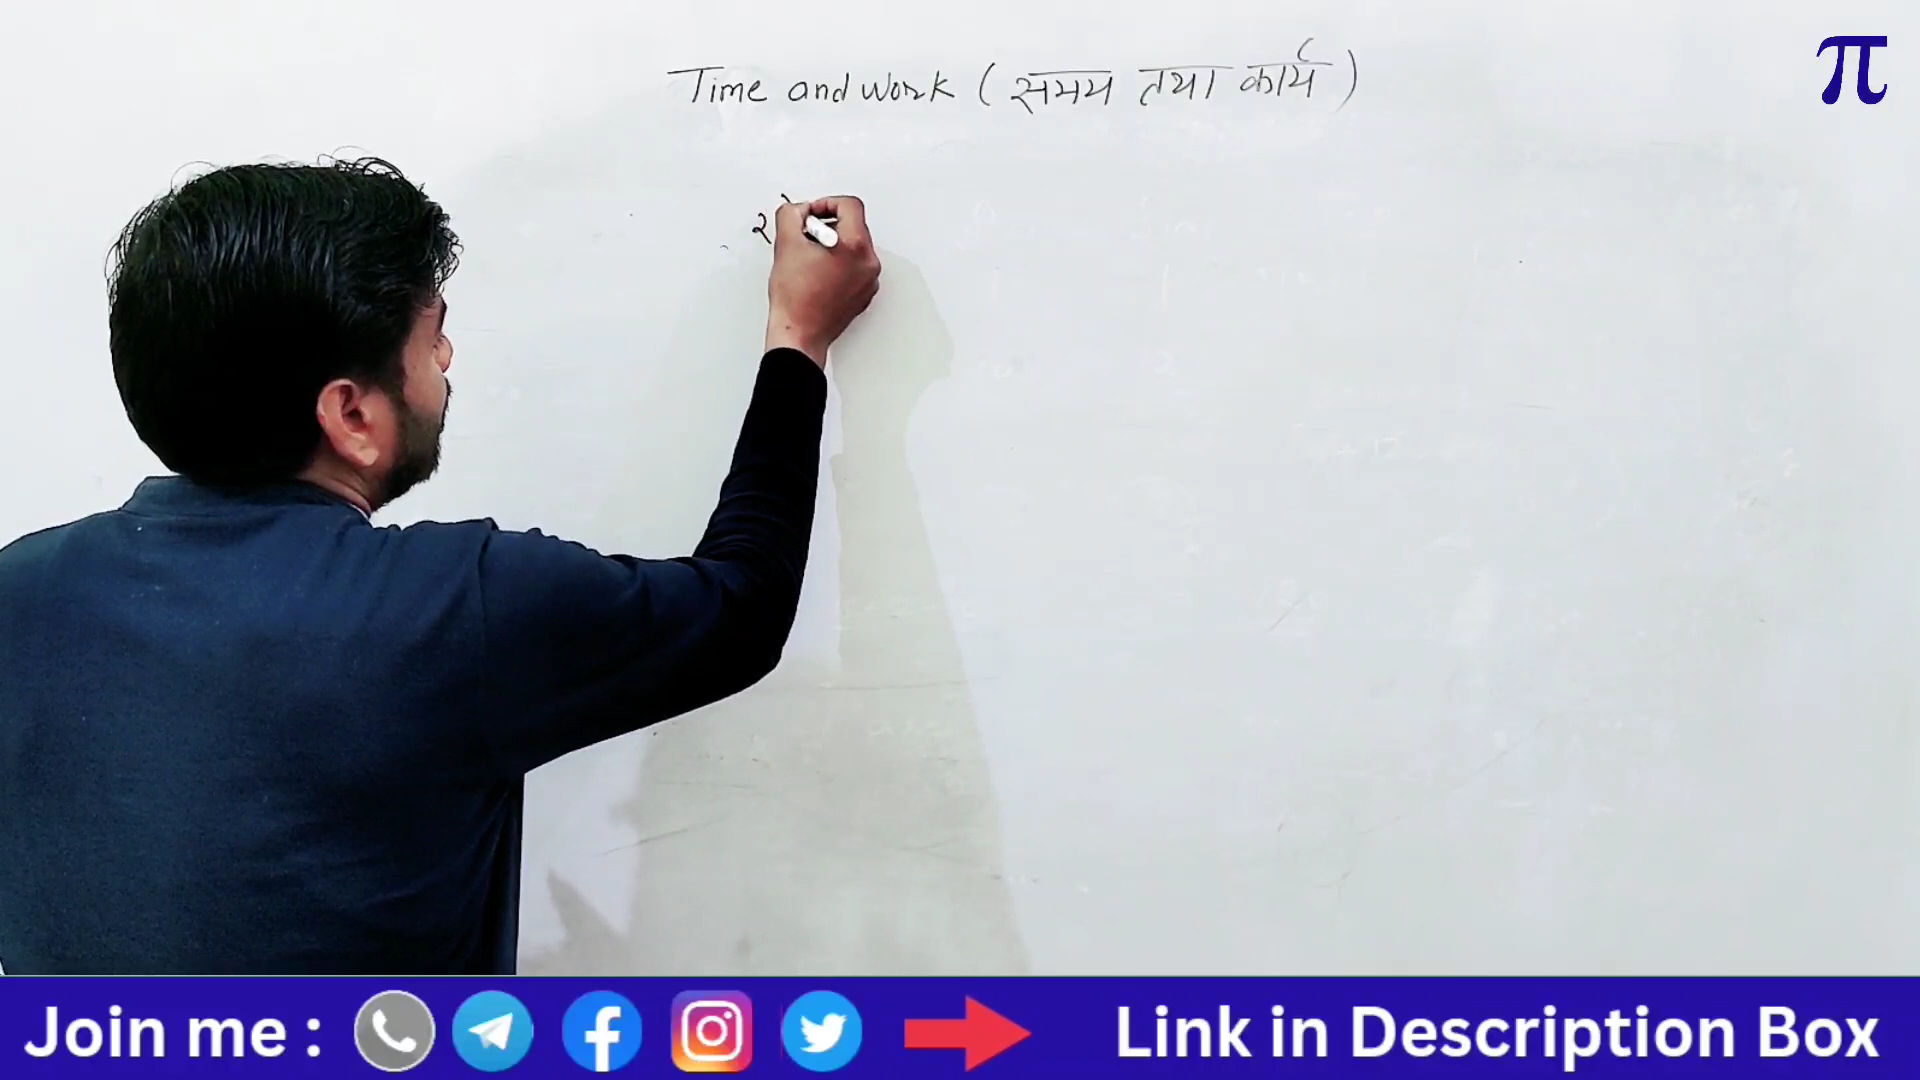 Time and work (समय तथा कार्य)
π
Join me :
Link in Description Box